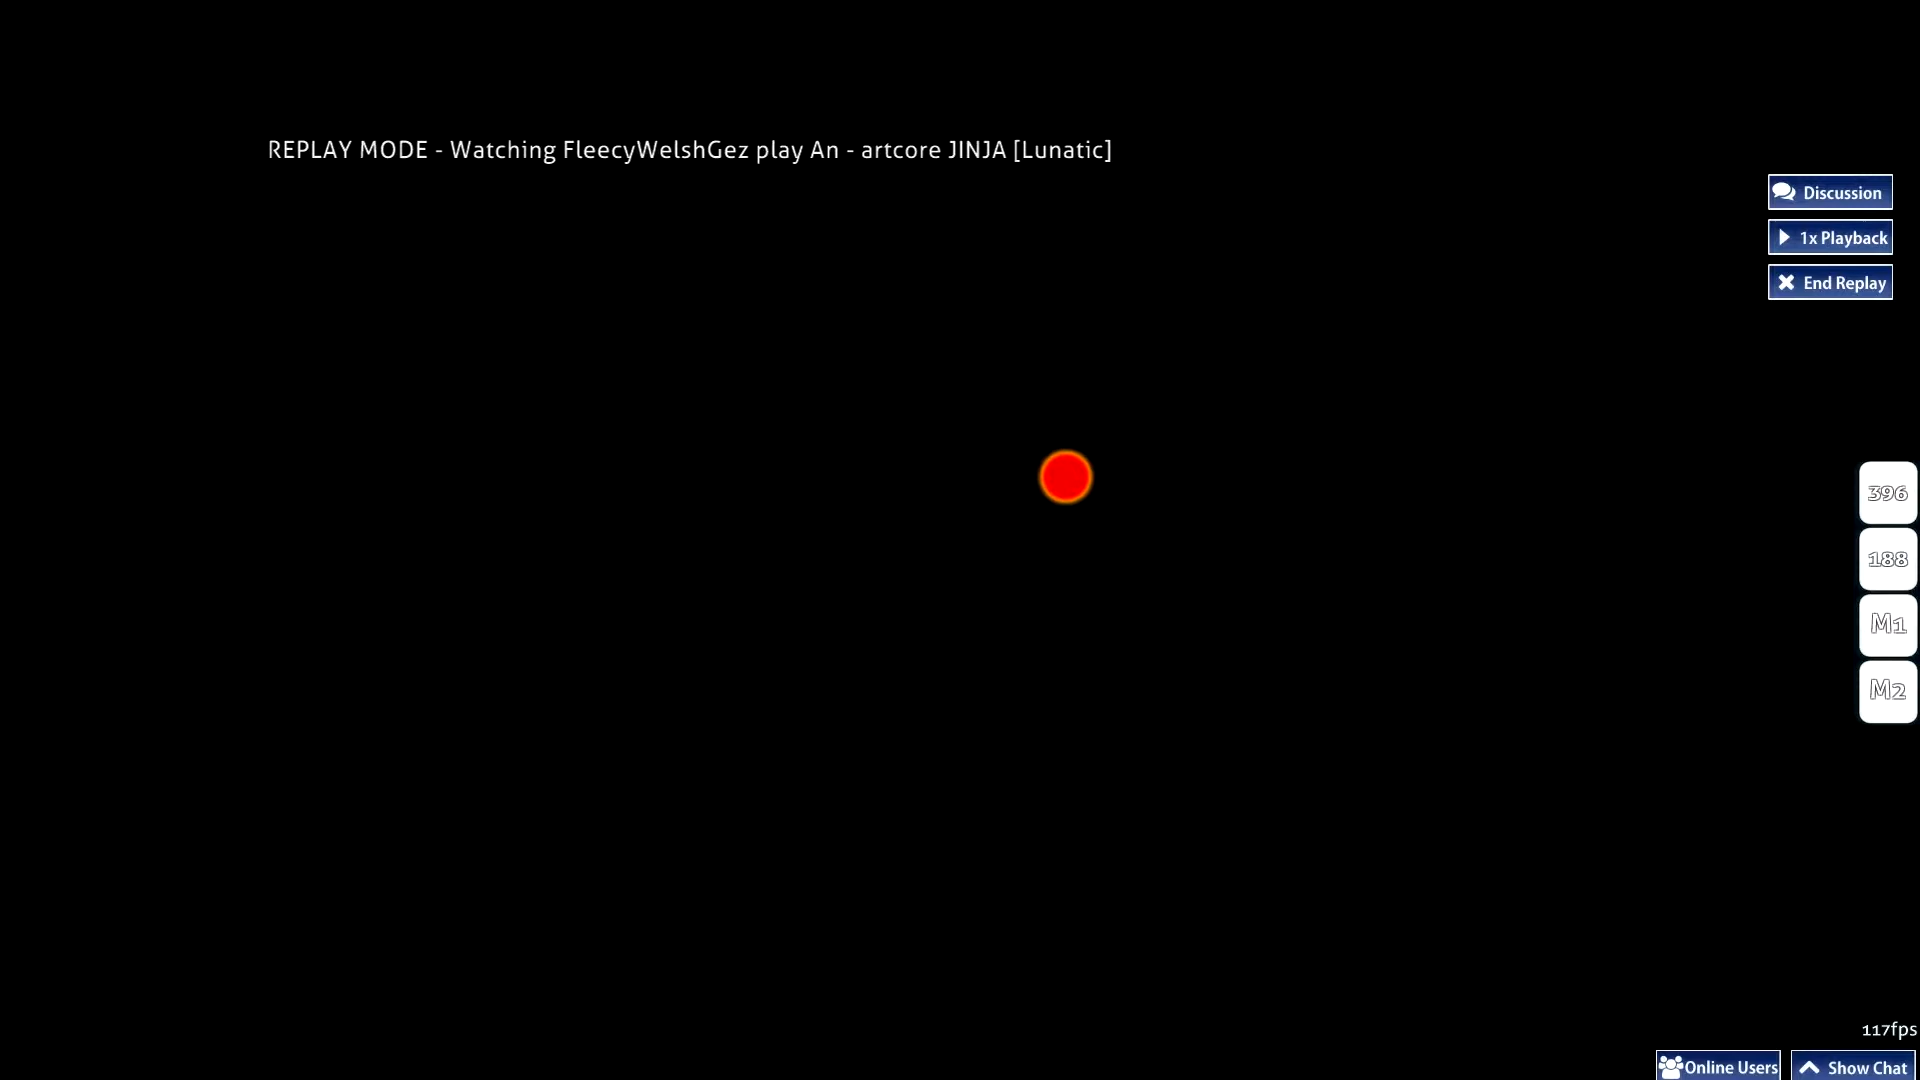 REPLAY MODE - Watching FleecyWelshGez play An - artcore JINJA [Lunatic]
Discussion
1x Playback
End Replay
396
188
M1
M2
117fps
Online Users
Show Chat